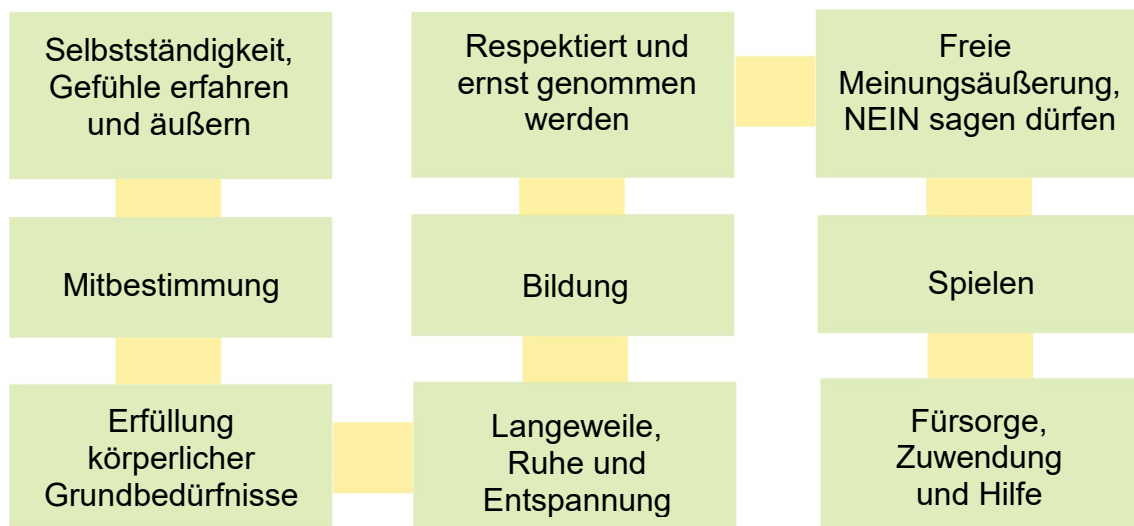 Selbstständigkeit,
Gefühle erfahren
und äußern
Mitbestimmung
Erfüllung
körperlicher
Grundbedürfnisse
Langeweile,
Ruhe und
Entspannung
Bildung
Respektiert und
ernst genommen
werden
Freie
Meinungsäußerung,
NEIN sagen dürfen
Spielen
Fürsorge,
Zuwendung
und Hilfe